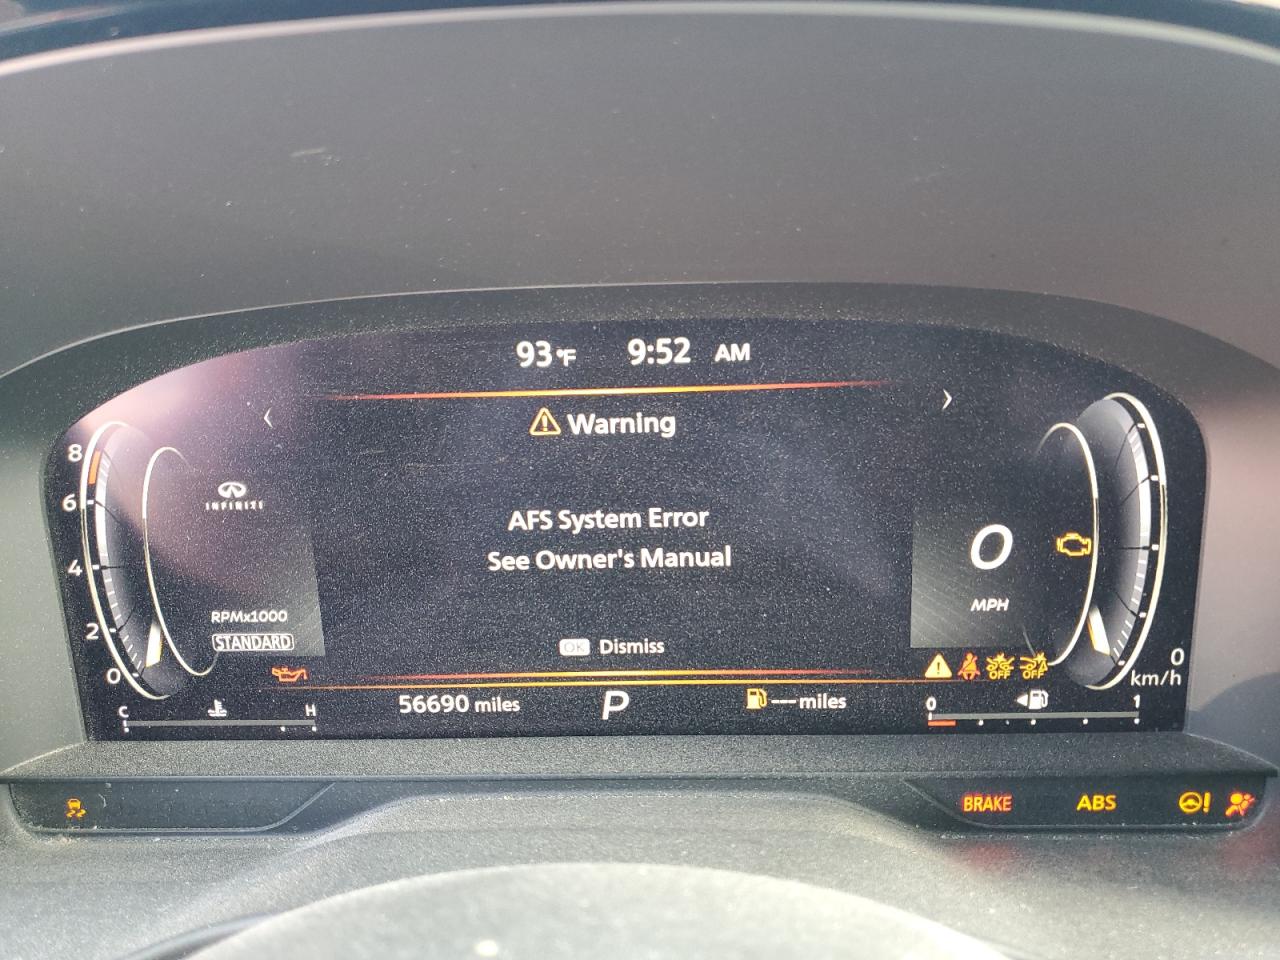 93°F 9:52 AM
Warning
AFS System Error
See Owner's Manual
OK Dismiss
8
6
4
2
0
INFINITI
RPMx1000
STANDARD
0
MPH
0
km/h
OFF OFF
C H
56690 miles
P
---miles
0 1
BRAKE ABS !